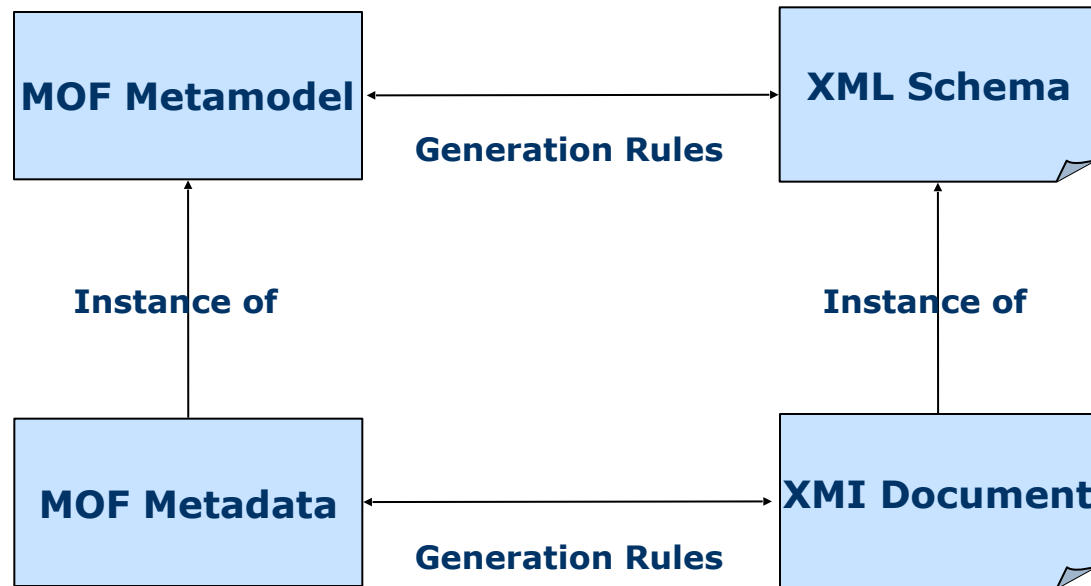 MOF Metamodel
XML Schema
Generation Rules
Instance of
Instance of
MOF Metadata
XMI Document
Generation Rules